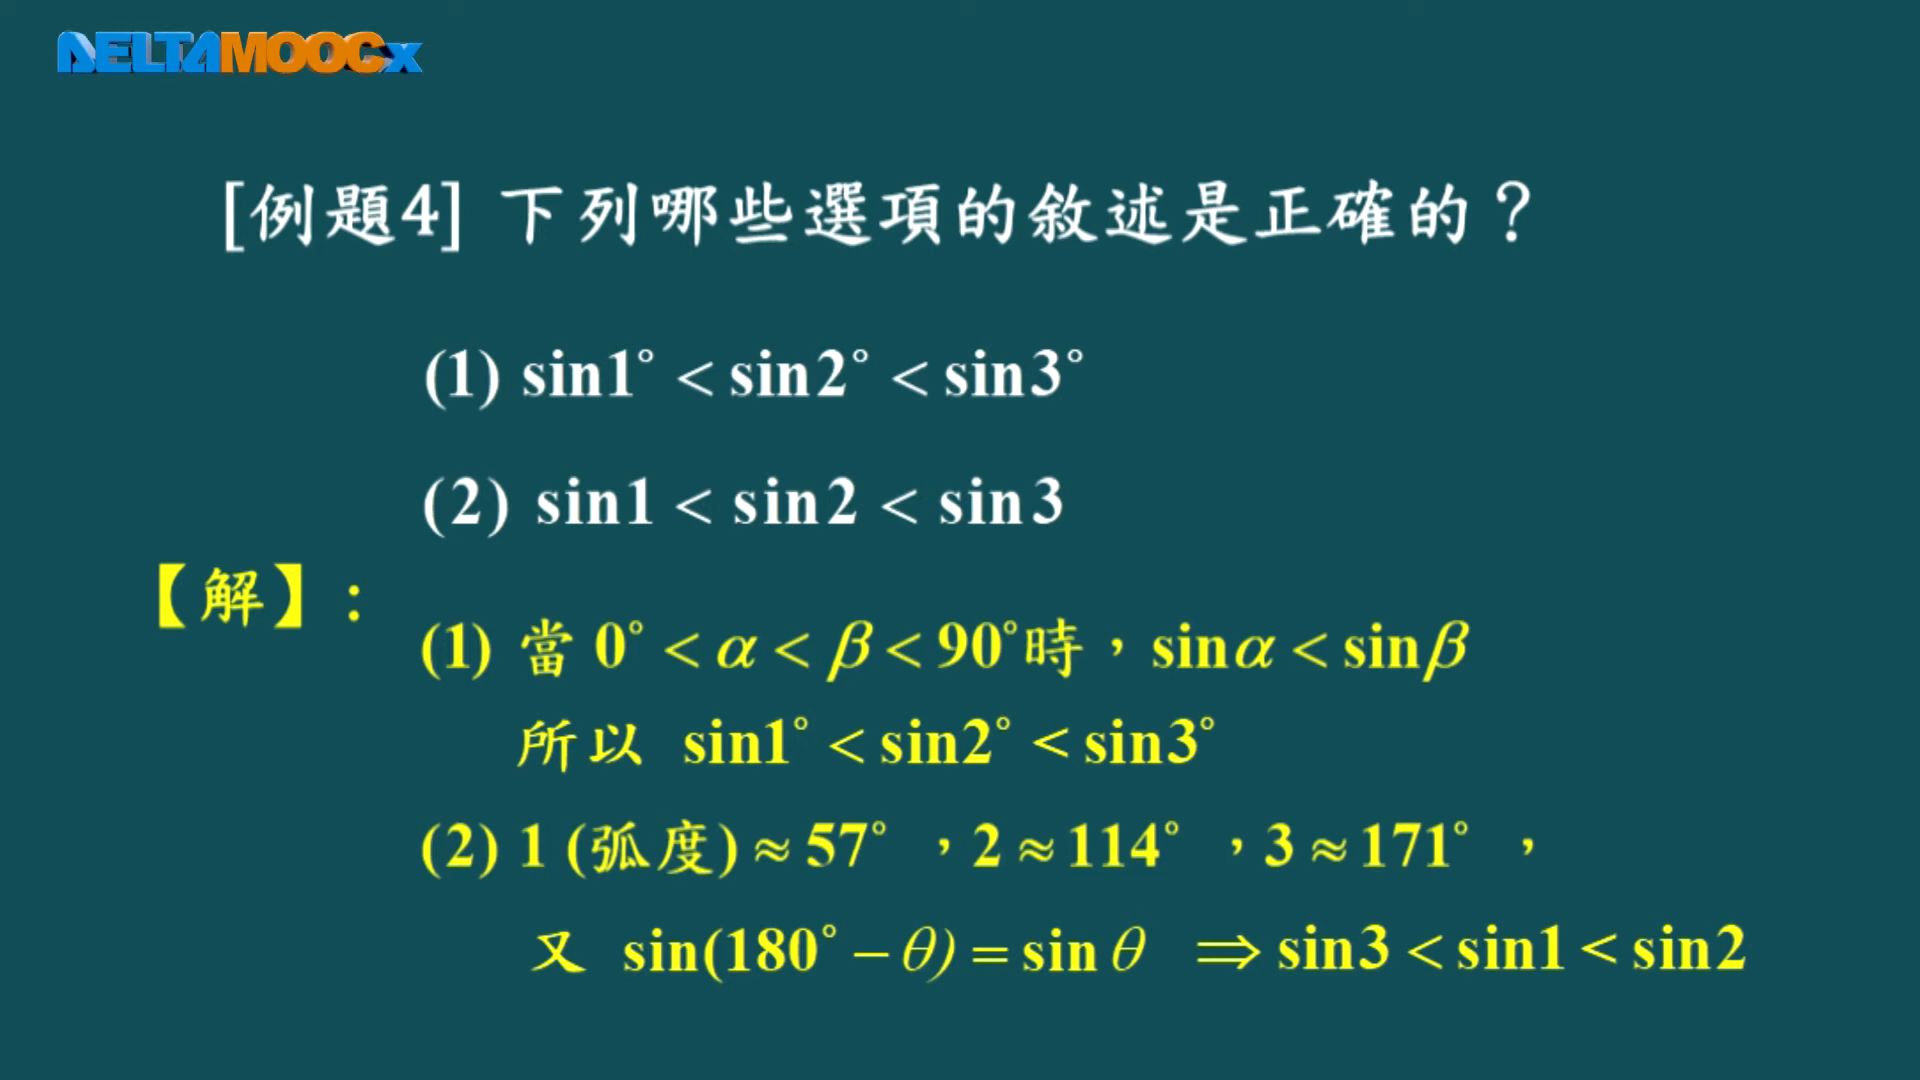 DELTAMOOCx
[例題4] 下列哪些選項的敘述是正確的？
(1) sin1° < sin2° < sin3°
(2) sin1 < sin2 < sin3
【解】：
(1) 當 0° < α < β < 90°時，sinα < sinβ
所以 sin1° < sin2° < sin3°
(2) 1 (弧度) ≈ 57° ，2 ≈ 114° ，3 ≈ 171° ，
又 sin(180° − θ) = sin θ ⇒ sin3 < sin1 < sin2